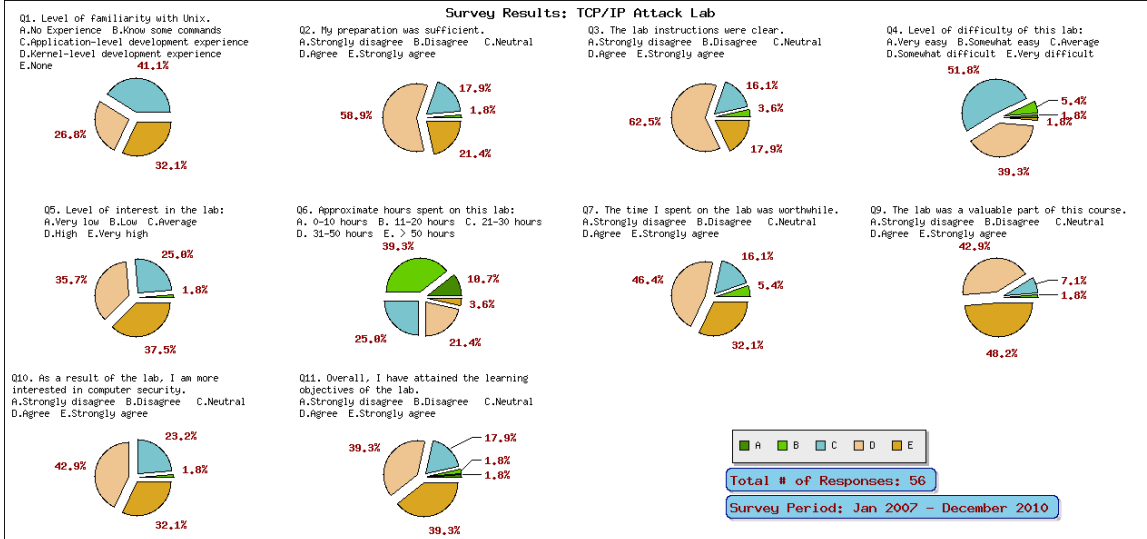 Survey Results: TCP/IP Attack Lab
Q1. Level of familiarity with Unix.
A.No Experience B.Know some commands
C.Application-level development experience
D.Kernel-level development experience
E.None
41.1%
26.8%
32.1%
Q2. My preparation was sufficient.
A.Strongly disagree B.Disagree C.Neutral
D.Agree E.Strongly agree
17.9%
1.8%
58.9%
21.4%
Q3. The lab instructions were clear.
A.Strongly disagree B.Disagree C.Neutral
D.Agree E.Strongly agree
16.1%
3.6%
62.5%
17.9%
Q4. Level of difficulty of this lab:
A.Very easy B.Somewhat easy C.Average
D.Somewhat difficult E.Very difficult
51.8%
5.4%
1.8%
1.8%
39.3%
Q5. Level of interest in the lab:
A.Very low B.Low C.Average
D.High E.Very high
25.0%
35.7%
1.8%
37.5%
Q6. Approximate hours spent on this lab:
A. 0-10 hours B. 11-20 hours C. 21-30 hours
D. 31-50 hours E. > 50 hours
39.3%
10.7%
3.6%
25.0%
21.4%
Q7. The time I spent on the lab was worthwhile.
A.Strongly disagree B.Disagree C.Neutral
D.Agree E.Strongly agree
16.1%
46.4%
5.4%
32.1%
Q9. The lab was a valuable part of this course.
A.Strongly disagree B.Disagree C.Neutral
D.Agree E.Strongly agree
42.9%
7.1%
1.8%
48.2%
Q10. As a result of the lab, I am more
interested in computer security.
A.Strongly disagree B.Disagree C.Neutral
D.Agree E.Strongly agree
23.2%
42.9%
1.8%
32.1%
Q11. Overall, I have attained the learning
objectives of the lab.
A.Strongly disagree B.Disagree C.Neutral
D.Agree E.Strongly agree
17.9%
39.3%
1.8%
1.8%
39.3%
A B C D E
Total # of Responses: 56
Survey Period: Jan 2007 - December 2010